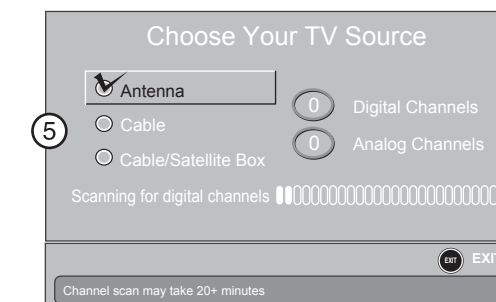 Choose Your TV Source
Antenna
0 Digital Channels
5
Cable
0 Analog Channels
Cable/Satellite Box
Scanning for digital channels
EXIT EXIT
Channel scan may take 20+ minutes